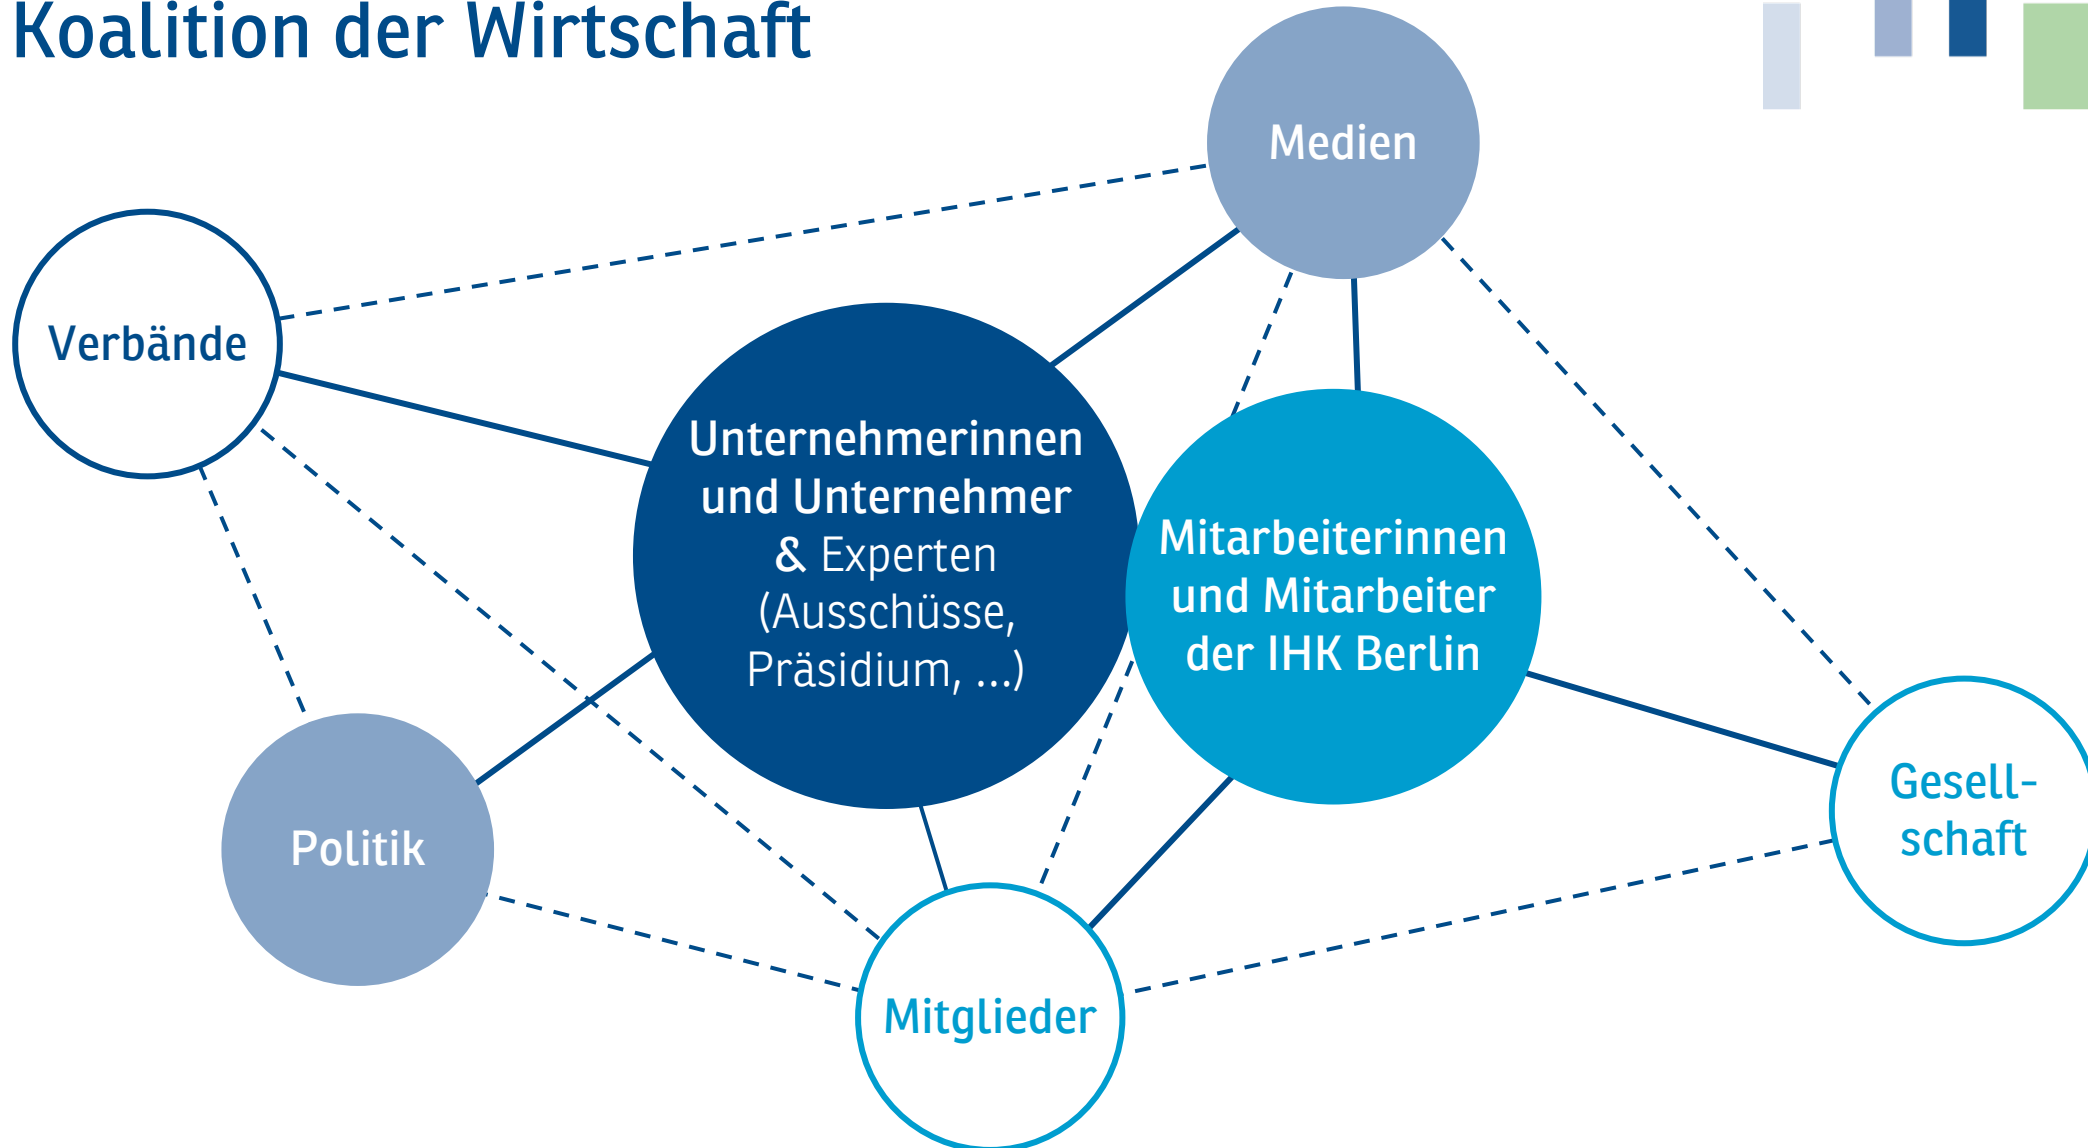 Koalition der Wirtschaft
Medien
Verbände
Unternehmerinnen
und Unternehmer
& Experten
(Ausschüsse,
Präsidium, ...)
Mitarbeiterinnen
und Mitarbeiter
der IHK Berlin
Gesell-
schaft
Politik
Mitglieder